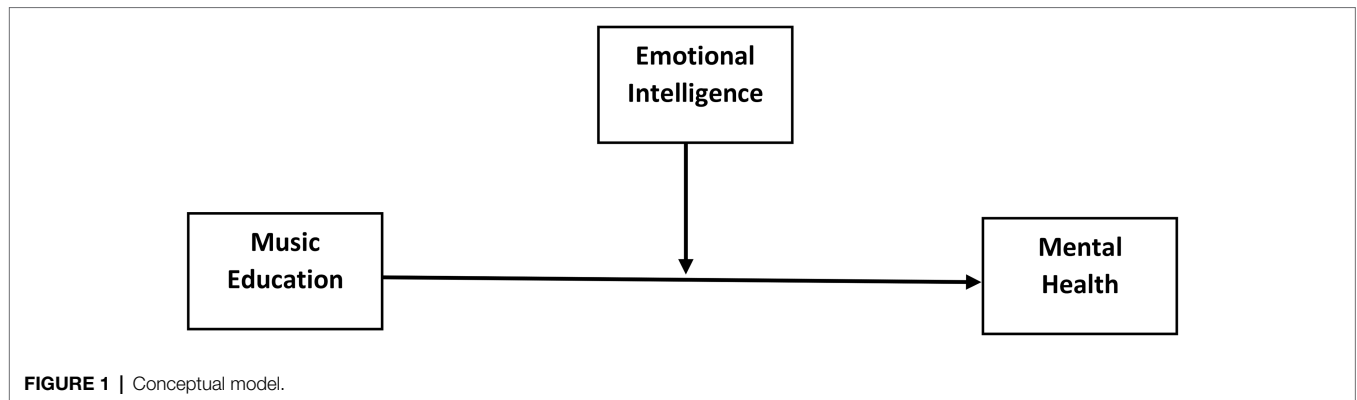 Emotional
Intelligence
Music
Education
Mental
Health
FIGURE 1 | Conceptual model.